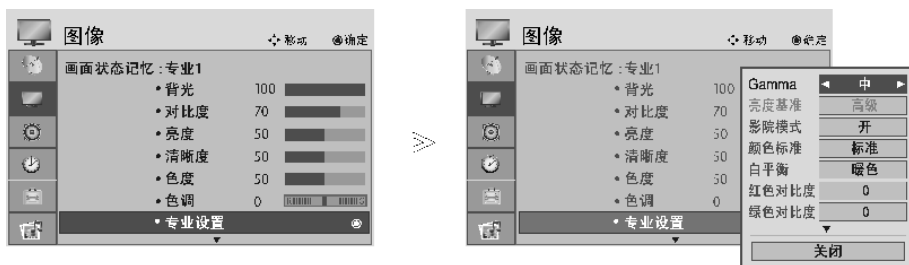 图像
移动 确定
画面状态记忆 : 专业1
• 背光 100
• 对比度 70
• 亮度 50
• 清晰度 50
• 色度 50
• 色调 0
• 专业设置
图像
移动 确定
画面状态记忆 : 专业1
• 背光 100
• 对比度 70
• 亮度 50
• 清晰度 50
• 色度 50
• 色调 0
• 专业设置
Gamma 中
亮度基准 高级
影院模式 开
颜色标准 标准
白平衡 暖色
红色对比度 0
绿色对比度 0
关闭